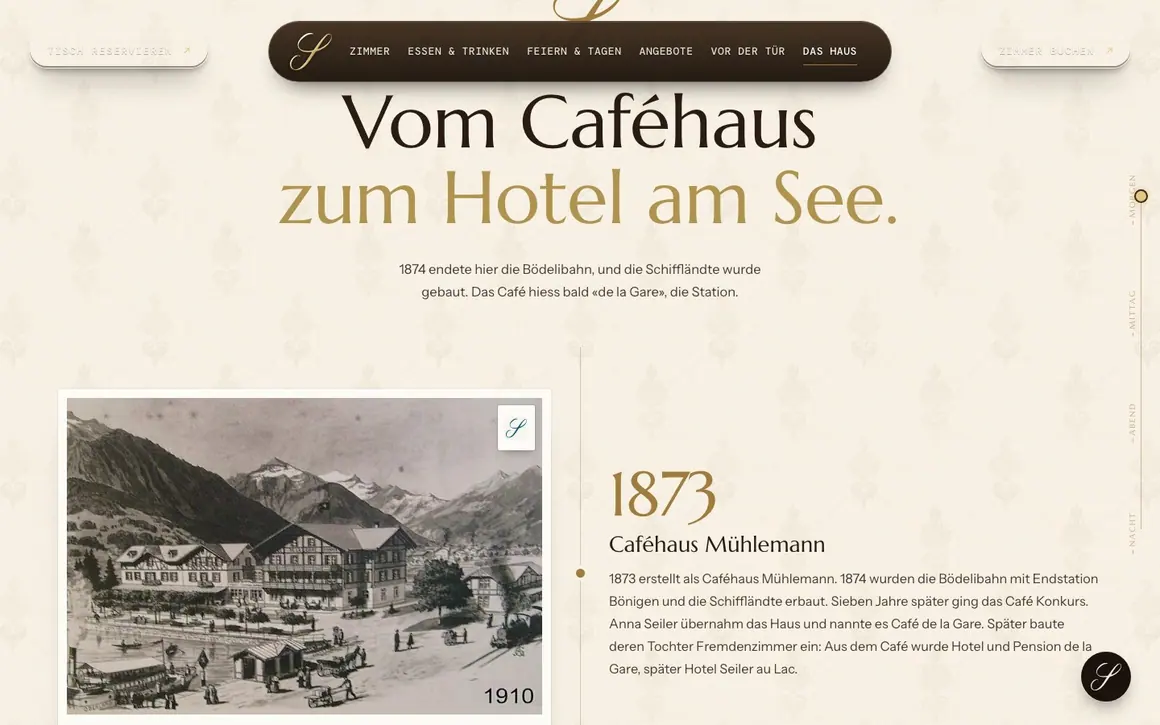 TISCH RESERVIEREN ↗
ZIMMER
ESSEN & TRINKEN
FEIERN & TAGEN
ANGEBOTE
VOR DER TÜR
DAS HAUS
ZIMMER BUCHEN ↗
Vom Caféhaus
zum Hotel am See.
1874 endete hier die Bödelibahn, und die Schiffländte wurde
gebaut. Das Café hiess bald «de la Gare», die Station.
– MORGEN
– MITTAG
– ABEND
– NACHT
1910
1873
Caféhaus Mühlemann
1873 erstellt als Caféhaus Mühlemann. 1874 wurden die Bödelibahn mit Endstation
Bönigen und die Schiffländte erbaut. Sieben Jahre später ging das Café Konkurs.
Anna Seiler übernahm das Haus und nannte es Café de la Gare. Später baute
deren Tochter Fremdenzimmer ein: Aus dem Café wurde Hotel und Pension de la
Gare, später Hotel Seiler au Lac.